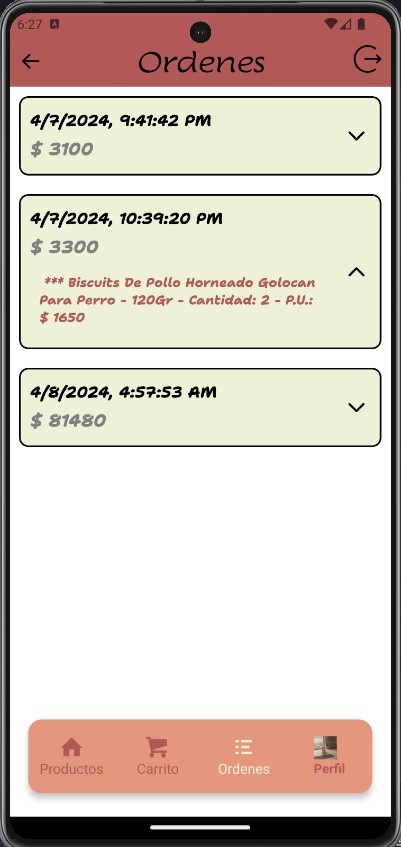 6:27
Ordenes
4/7/2024, 9:41:42 PM
$ 3100
4/7/2024, 10:39:20 PM
$ 3300
*** Biscuits De Pollo Horneado Golocan
Para Perro - 120Gr - Cantidad: 2 - P.U.:
$ 1650
4/8/2024, 4:57:53 AM
$ 81480
Productos
Carrito
Ordenes
Perfil